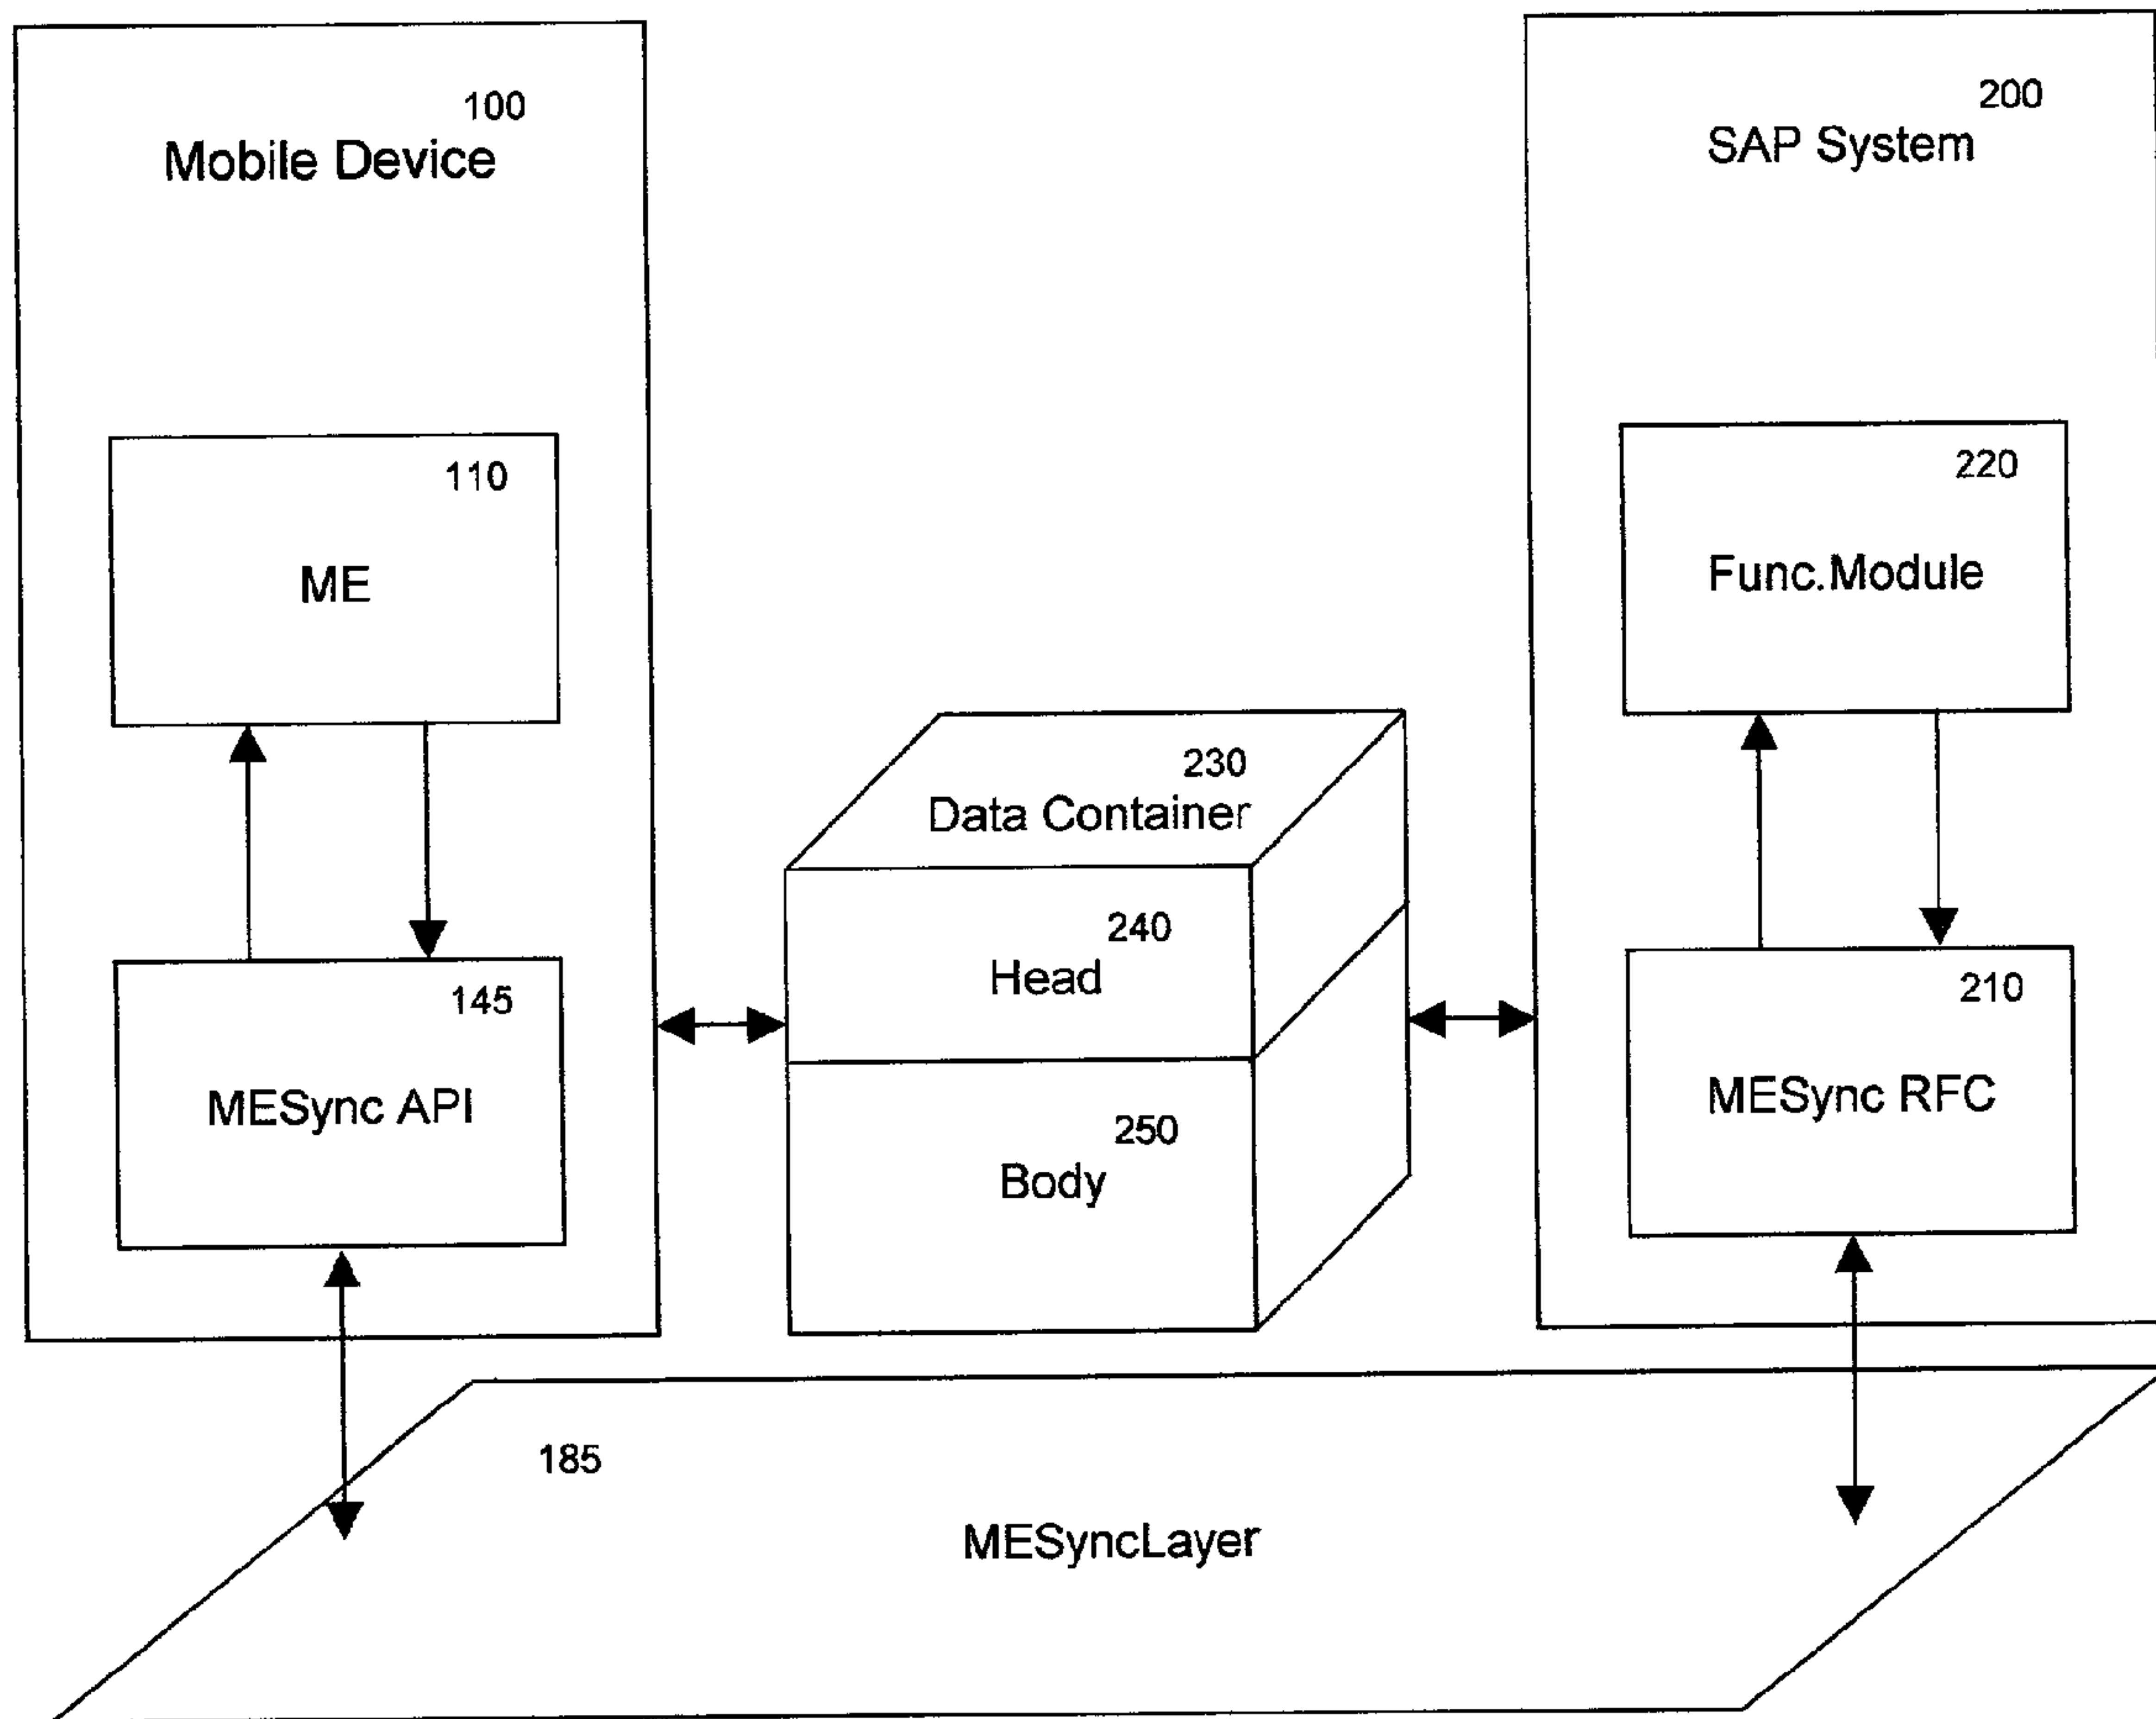 100
Mobile Device
110
ME
145
MESync API
230
Data Container
240
Head
250
Body
200
SAP System
220
Func.Module
210
MESync RFC
185
MESyncLayer